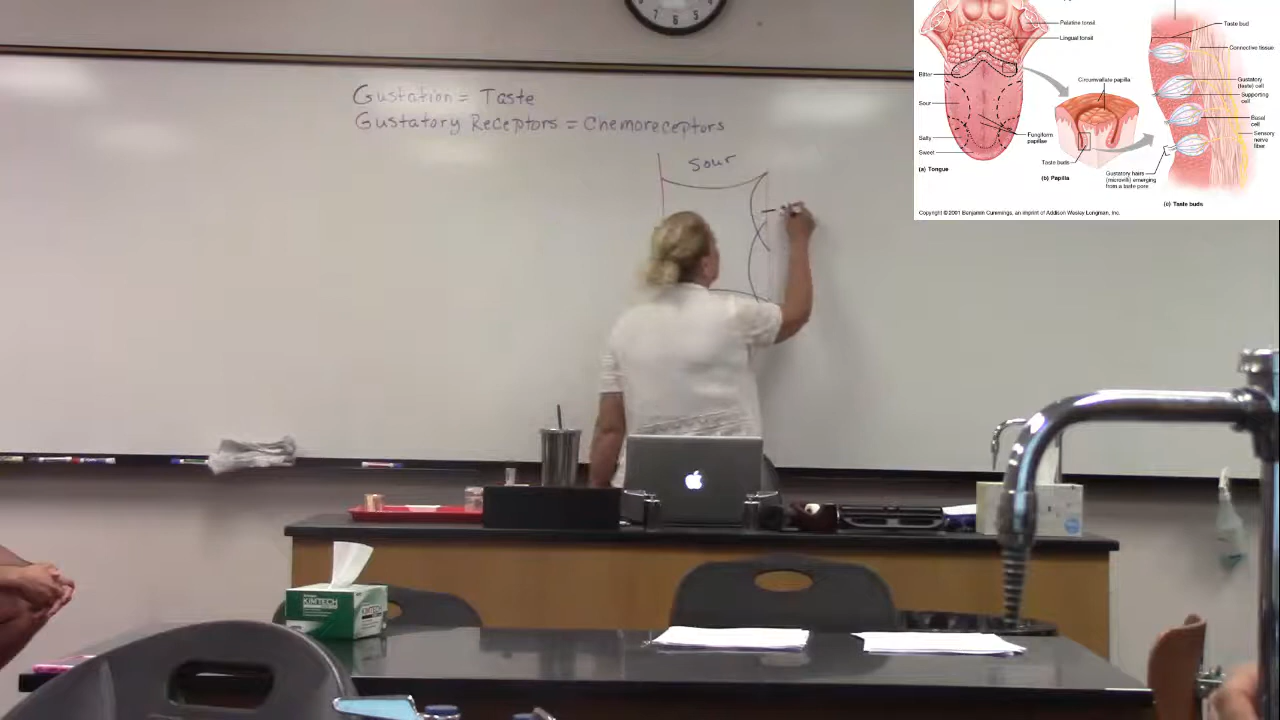 Gustation = Taste
Gustatory Receptors = Chemoreceptors
Sour
7 6 5
Palatine tonsil
Lingual tonsil
Bitter
Sour
Salty
Sweet
Fungiform
papillae
(a) Tongue
Circumvallate papilla
Taste buds
(b) Papilla
Taste bud
Connective tissue
Gustatory
(taste) cell
Supporting
cell
Basal
cell
Sensory
nerve
fiber
Gustatory hairs
(microvilli) emerging
from a taste pore
(c) Taste buds
Copyright © 2001 Benjamin Cummings, an imprint of Addison Wesley Longman, Inc.
KIMTECH